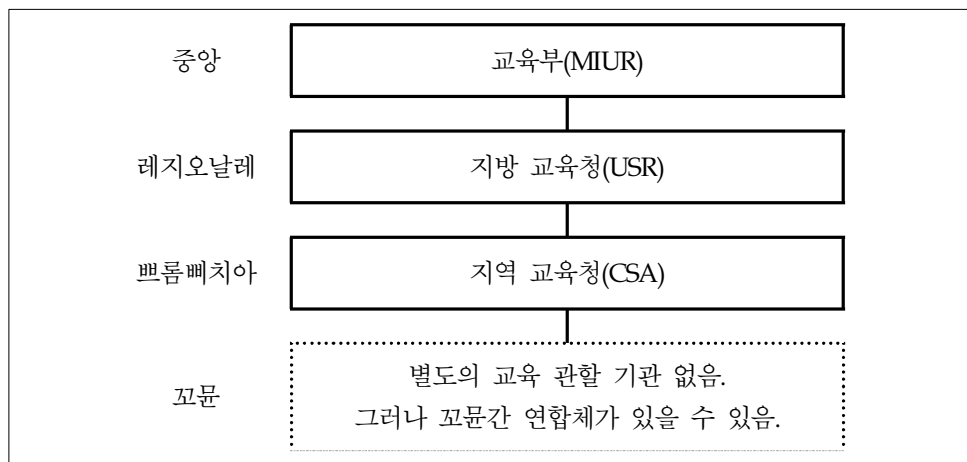 중앙 교육부(MIUR)
레지오날레 지방 교육청(USR)
쁘롬삐치아 지역 교육청(CSA)
꼬뮨 별도의 교육 관할 기관 없음.
그러나 꼬뮨간 연합체가 있을 수 있음.